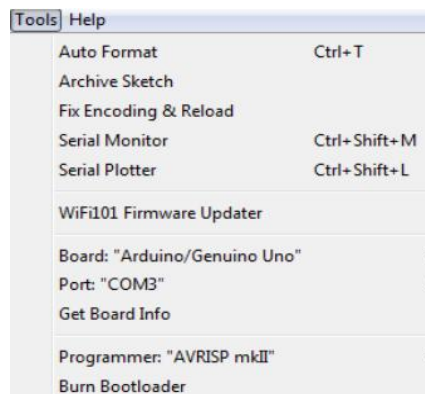 Tools Help
Auto Format Ctrl+T
Archive Sketch
Fix Encoding & Reload
Serial Monitor Ctrl+Shift+M
Serial Plotter Ctrl+Shift+L
WiFi101 Firmware Updater
Board: "Arduino/Genuino Uno"
Port: "COM3"
Get Board Info
Programmer: "AVRISP mkII"
Burn Bootloader